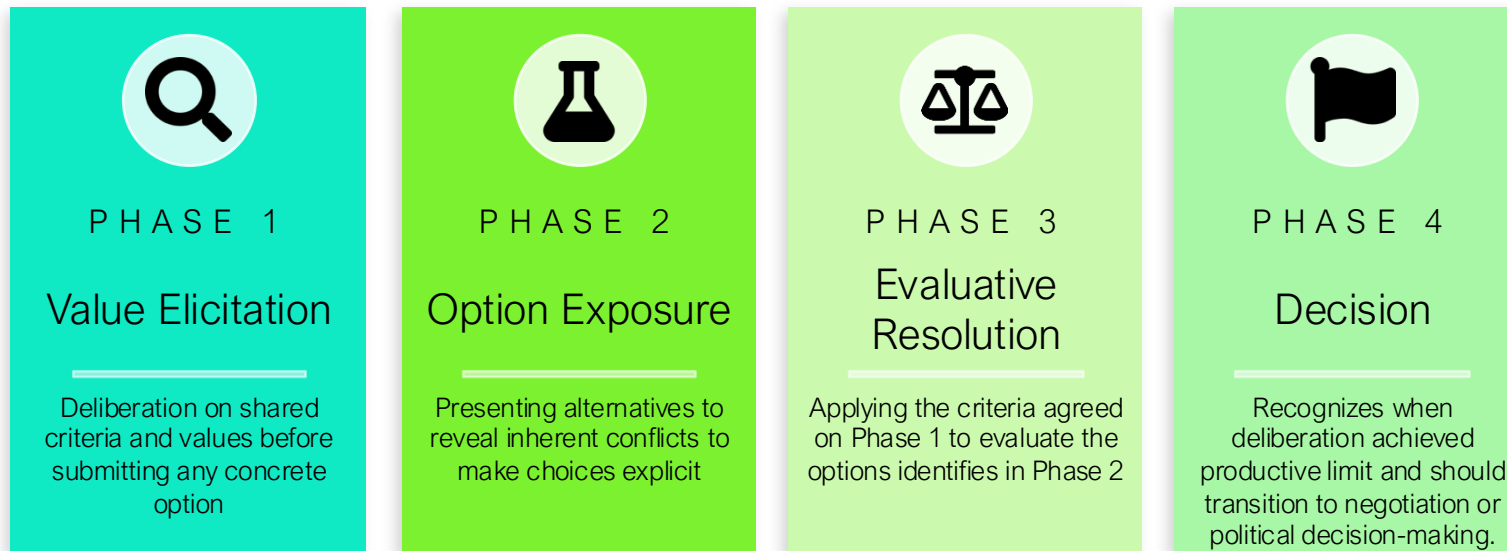 PHASE 1
Value Elicitation
Deliberation on shared
criteria and values before
submitting any concrete
option
PHASE 2
Option Exposure
Presenting alternatives to
reveal inherent conflicts to
make choices explicit
PHASE 3
Evaluative
Resolution
Applying the criteria agreed
on Phase 1 to evaluate the
options identifies in Phase 2
PHASE 4
Decision
Recognizes when
deliberation achieved
productive limit and should
transition to negotiation or
political decision-making.